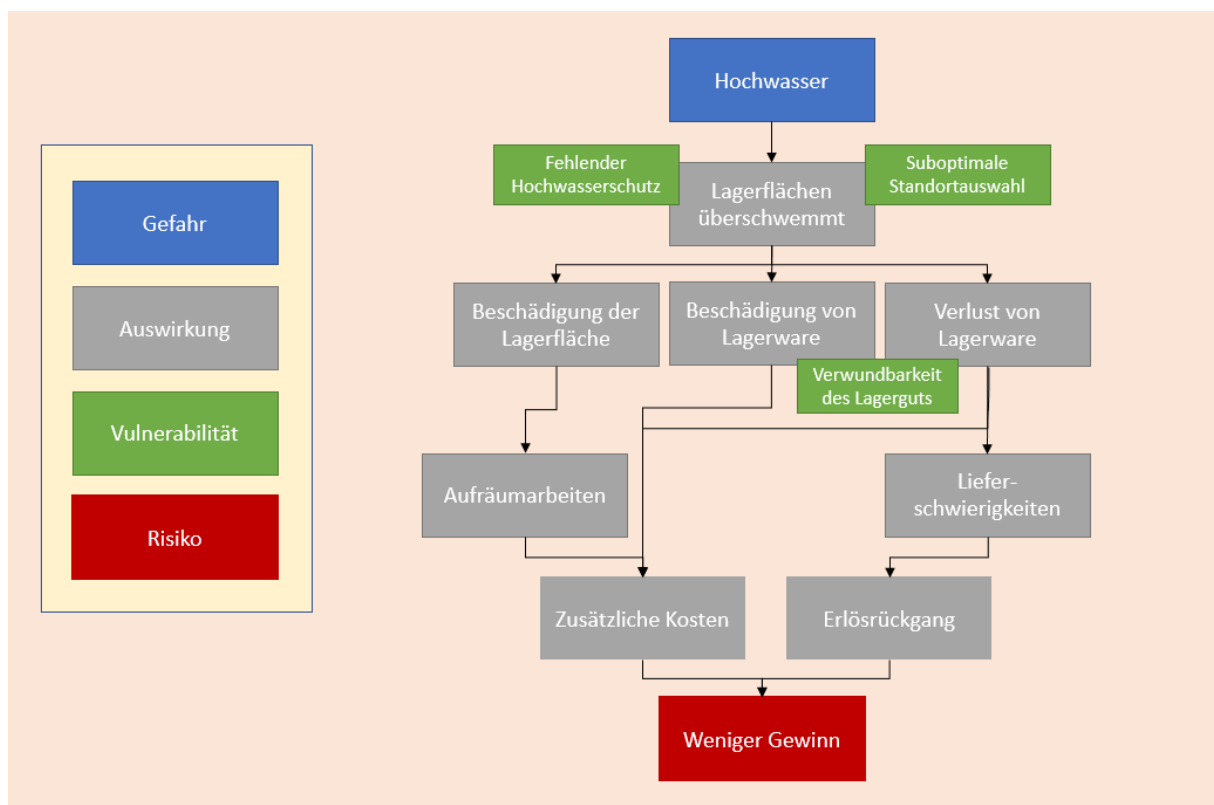 Hochwasser
Fehlender
Hochwasserschutz
Suboptimale
Standortauswahl
Lagerflächen
überschwemmt
Gefahr
Auswirkung
Vulnerabilität
Risiko
Beschädigung der
Lagerfläche
Beschädigung von
Lagerware
Verlust von
Lagerware
Verwundbarkeit
des Lagerguts
Aufräumarbeiten
Liefer-
schwierigkeiten
Zusätzliche Kosten
Erlösrückgang
Weniger Gewinn